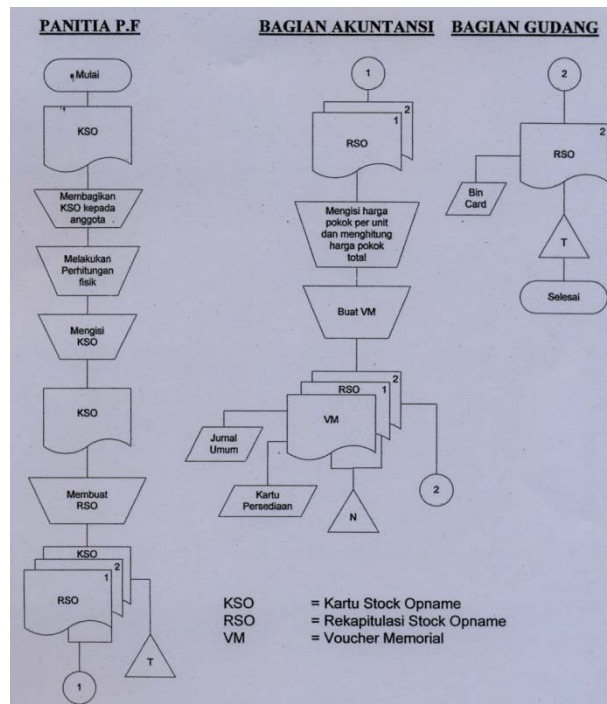 PANITIA P.F
Mulai
KSO
Membagikan
KSO kepada
anggota
Melakukan
Perhitungan
fisik
Mengisi
KSO
KSO
Membuat
RSO
KSO
2
1
RSO
T
1
BAGIAN AKUNTANSI
1
2
1
RSO
Mengisi harga
pokok per unit
dan menghitung
harga pokok
total
Buat VM
2
RSO
1
VM
Jurnal
Umum
Kartu
Persediaan
N
2
BAGIAN GUDANG
2
2
RSO
Bin
Card
T
Selesai
KSO = Kartu Stock Opname
RSO = Rekapitulasi Stock Opname
VM = Voucher Memorial